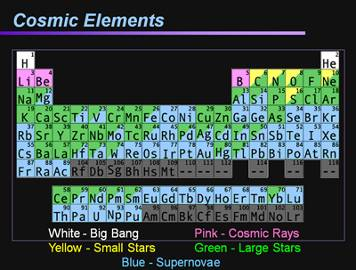 Cosmic Elements
H He
Li Be B C N O F Ne
Na Mg Al Si P S Cl Ar
K Ca Sc Ti V Cr Mn Fe Co Ni Cu Zn Ga Ge As Se Br Kr
Rb Sr Y Zr Nb Mo Tc Ru Rh Pd Ag Cd In Sn Sb Te I Xe
Cs Ba La Hf Ta W Re Os Ir Pt Au Hg Tl Pb Bi Po At Rn
Fr Ra Ac Rf Db Sg Bh Hs Mt --- --- --- --- --- ---
Ce Pr Nd Pm Sm Eu Gd Tb Dy Ho Er Tm Yb Lu
Th Pa U Np Pu Am Cm Bk Cf Es Fm Md No Lr
White - Big Bang Pink - Cosmic Rays
Yellow - Small Stars Green - Large Stars
Blue - Supernovae